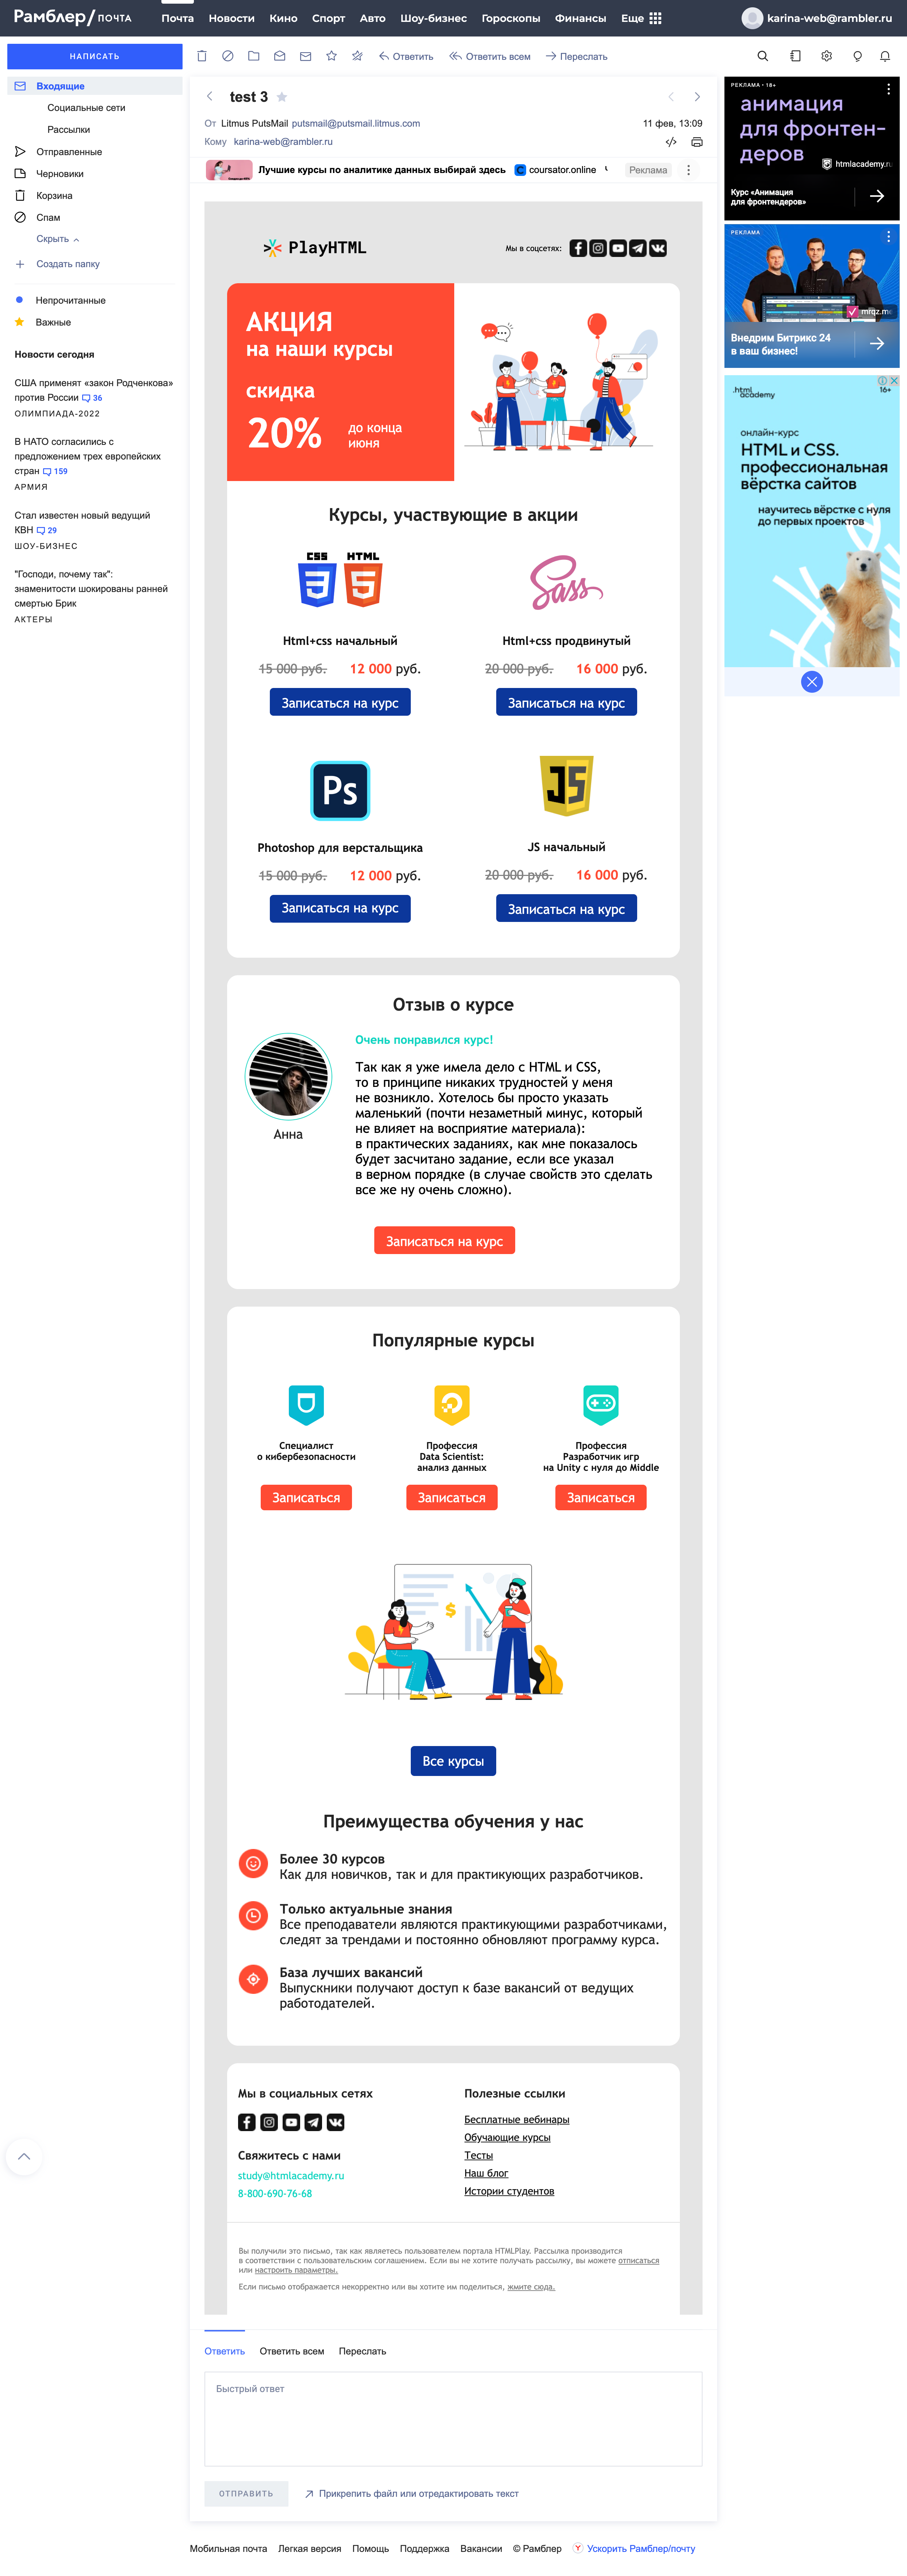 Рамблер/ПОЧТА
Почта Новости Кино Спорт Авто Шоу-бизнес Гороскопы Финансы Еще
karina-web@rambler.ru
НАПИСАТЬ
Входящие
Социальные сети
Рассылки
Отправленные
Черновики
Корзина
Спам
Скрыть
Создать папку
Непрочитанные
Важные
Новости сегодня
США применят «закон Родченкова»
против России 36
ОЛИМПИАДА-2022
В НАТО согласились с
предложением трех европейских
стран 159
АРМИЯ
Стал известен новый ведущий
КВН 29
ШОУ-БИЗНЕС
"Господи, почему так":
знаменитости шокированы ранней
смертью Брик
АКТЕРЫ
Ответить Ответить всем Переслать
test 3
От Litmus PutsMail putsmail@putsmail.litmus.com 11 фев, 13:09
Кому karina-web@rambler.ru
Лучшие курсы по аналитике данных выбирай здесь coursator.online Реклама
PlayHTML
Мы в соцсетях:
АКЦИЯ
на наши курсы
скидка
20% до конца
июня
Курсы, участвующие в акции
CSS HTML
3 5
Sass
Html+css начальный
15 000 руб. 12 000 руб.
Записаться на курс
Html+css продвинутый
20 000 руб. 16 000 руб.
Записаться на курс
Ps
Photoshop для верстальщика
15 000 руб. 12 000 руб.
Записаться на курс
JS
JS начальный
20 000 руб. 16 000 руб.
Записаться на курс
Отзыв о курсе
Анна
Очень понравился курс!
Так как я уже имела дело с HTML и CSS,
то в принципе никаких трудностей у меня
не возникло. Хотелось бы просто указать
маленький (почти незаметный минус, который
не влияет на восприятие материала):
в практических заданиях, как мне показалось
будет засчитано задание, если все указал
в верном порядке (в случае свойств это сделать
все же ну очень сложно).
Записаться на курс
Популярные курсы
Специалист
о кибербезопасности
Записаться
Профессия
Data Scientist:
анализ данных
Записаться
Профессия
Разработчик игр
на Unity с нуля до Middle
Записаться
$
Все курсы
Преимущества обучения у нас
Более 30 курсов
Как для новичков, так и для практикующих разработчиков.
Только актуальные знания
Все преподаватели являются практикующими разработчиками,
следят за трендами и постоянно обновляют программу курса.
База лучших вакансий
Выпускники получают доступ к базе вакансий от ведущих
работодателей.
Мы в социальных сетях
Свяжитесь с нами
study@htmlacademy.ru
8-800-690-76-68
Полезные ссылки
Бесплатные вебинары
Обучающие курсы
Тесты
Наш блог
Истории студентов
Вы получили это письмо, так как являетесь пользователем портала HTMLPlay. Рассылка производится
в соответствии с пользовательским соглашением. Если вы не хотите получать рассылку, вы можете отписаться
или настроить параметры.
Если письмо отображается некорректно или вы хотите им поделиться, жмите сюда.
Ответить Ответить всем Переслать
Быстрый ответ
ОТПРАВИТЬ
Прикрепить файл или отредактировать текст
Мобильная почта Легкая версия Помощь Поддержка Вакансии © Рамблер Ускорить Рамблер/почту
РЕКЛАМА • 18+
анимация
для фронтен-
деров
htmlacademy.ru
Курс «Анимация
для фронтендеров»
РЕКЛАМА
mrqz.me
Внедрим Битрикс 24
в ваш бизнес!
html
academy
16+
онлайн-курс
HTML и CSS.
профессиональная
вёрстка сайтов
научитесь вёрстке с нуля
до первых проектов